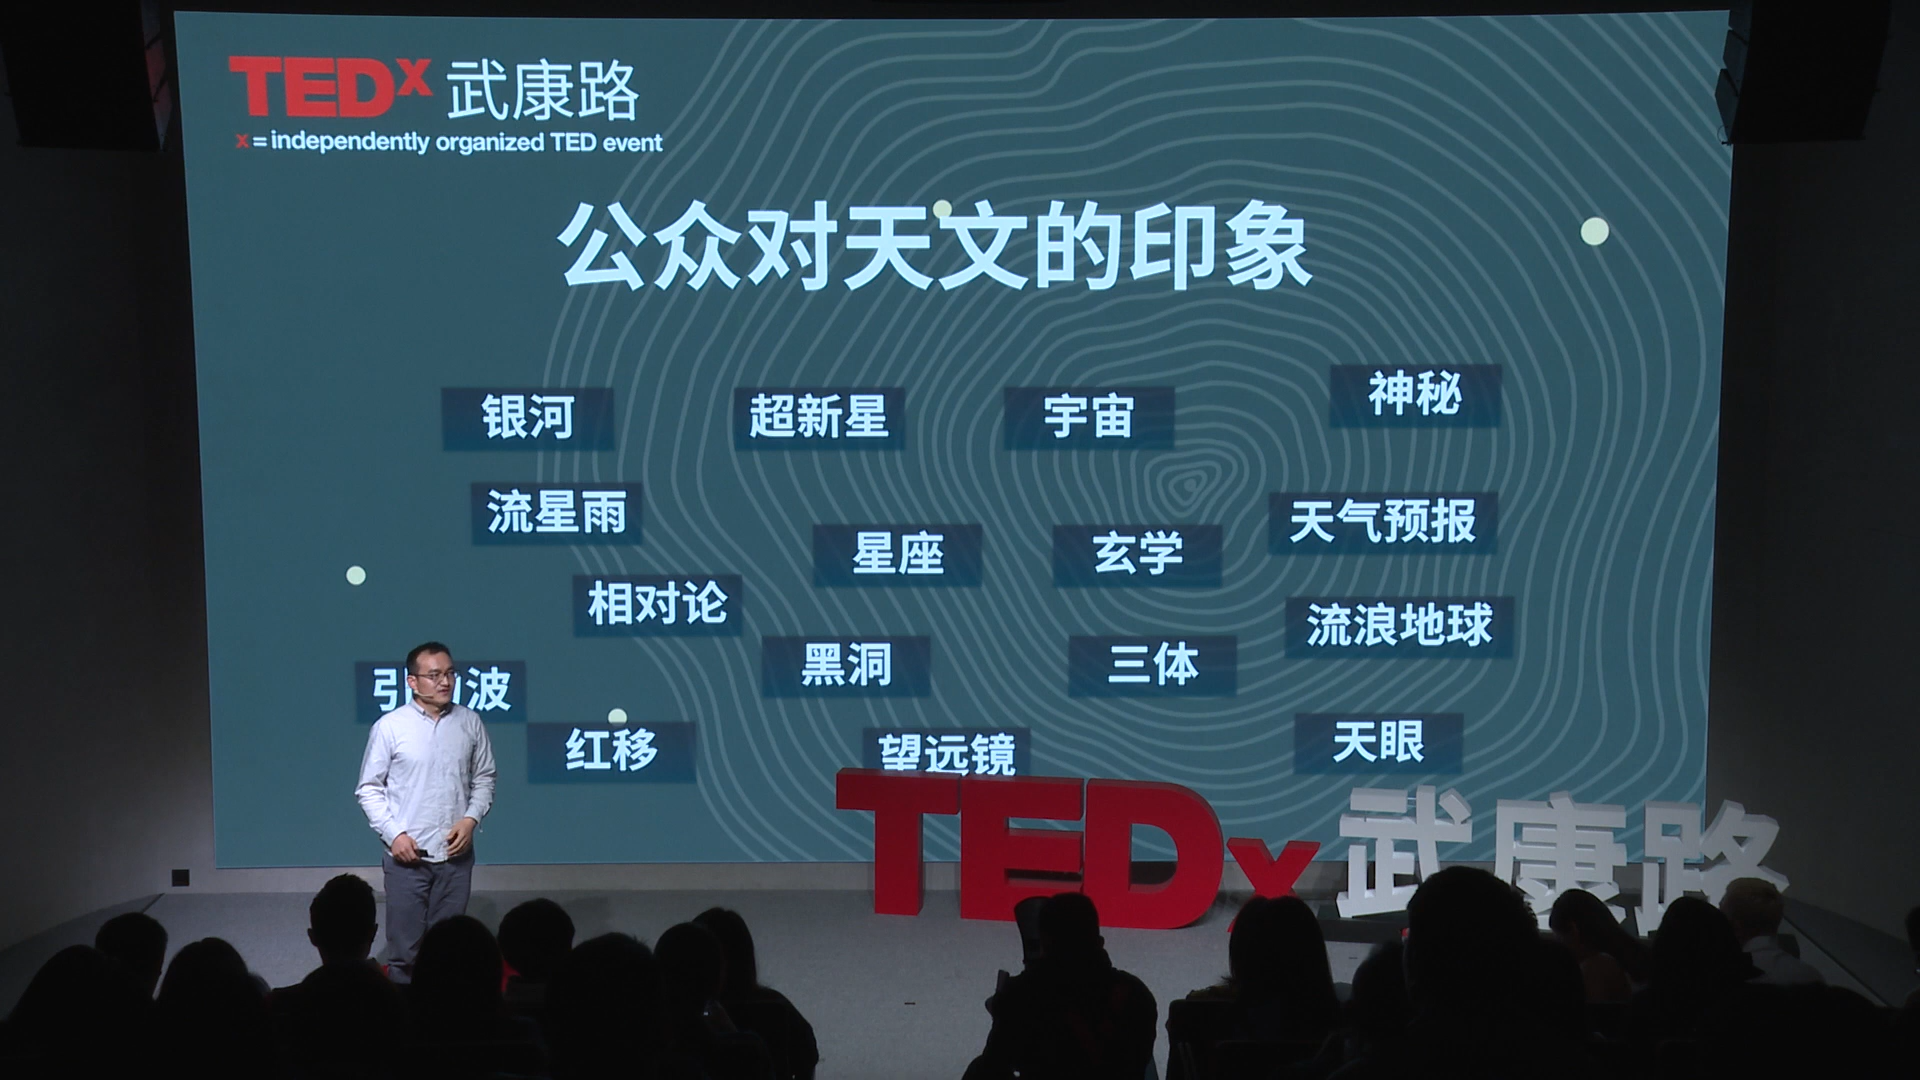 TEDx 武康路
x = independently organized TED event
公众对天文的印象
银河
超新星
宇宙
神秘
流星雨
星座
玄学
天气预报
相对论
黑洞
三体
流浪地球
引 波
红移
望远镜
天眼
TEDx 武康路